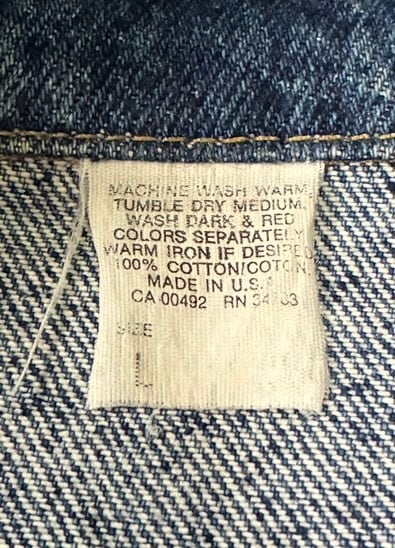 MACHINE WASH WARM,
TUMBLE DRY MEDIUM.
WASH DARK & RED
COLORS SEPARATELY
WARM IRON IF DESIRED
100% COTTON/COTON
MADE IN U.S.A
CA 00492 RN
SIZE